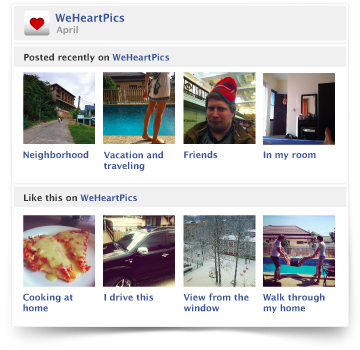 WeHeartPics
April
Posted recently on WeHeartPics
Neighborhood
Vacation and
traveling
Friends
In my room
Like this on WeHeartPics
Cooking at
home
I drive this
View from the
window
Walk through
my home